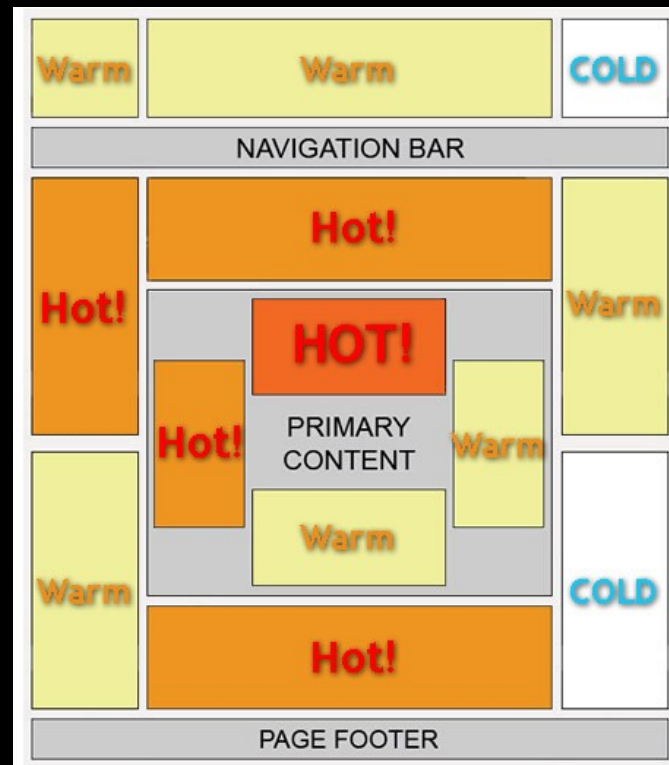 Warm
Warm
COLD
NAVIGATION BAR
Hot!
Hot!
Warm
HOT!
Hot!
PRIMARY
CONTENT
Warm
Warm
Warm
COLD
Hot!
PAGE FOOTER